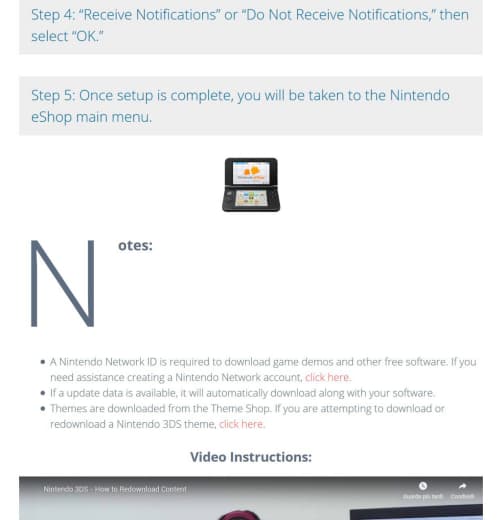 Step 4: “Receive Notifications” or “Do Not Receive Notifications,” then
select “OK.”
Step 5: Once setup is complete, you will be taken to the Nintendo
eShop main menu.
Notes:
A Nintendo Network ID is required to download game demos and other free software. If you
need assistance creating a Nintendo Network account, click here.
If a update data is available, it will automatically download along with your software.
Themes are downloaded from the Theme Shop. If you are attempting to download or
redownload a Nintendo 3DS theme, click here.
Video Instructions:
Nintendo 3DS - How to Redownload Content
Guarda più tardi
Condividi